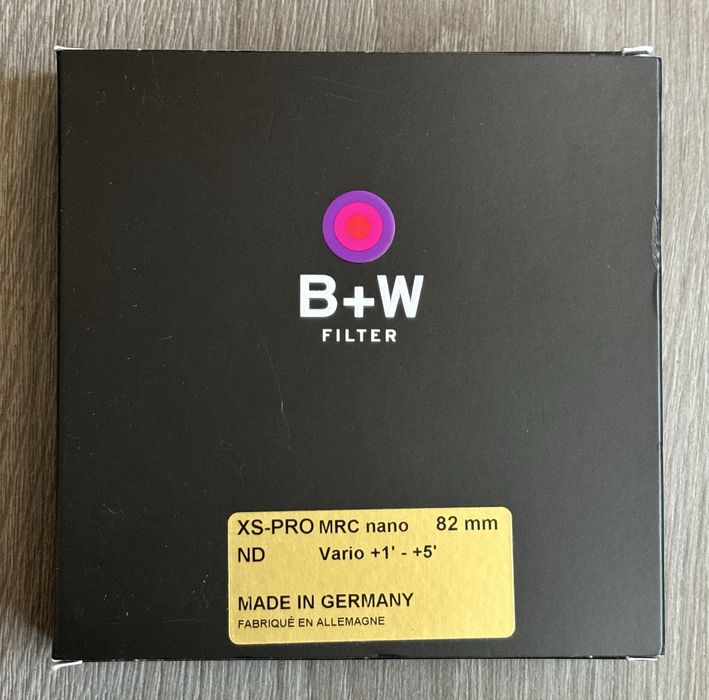 B+W
FILTER
XS-PRO MRC nano 82 mm
ND Vario +1' - +5'
MADE IN GERMANY
FABRIQUÉ EN ALLEMAGNE